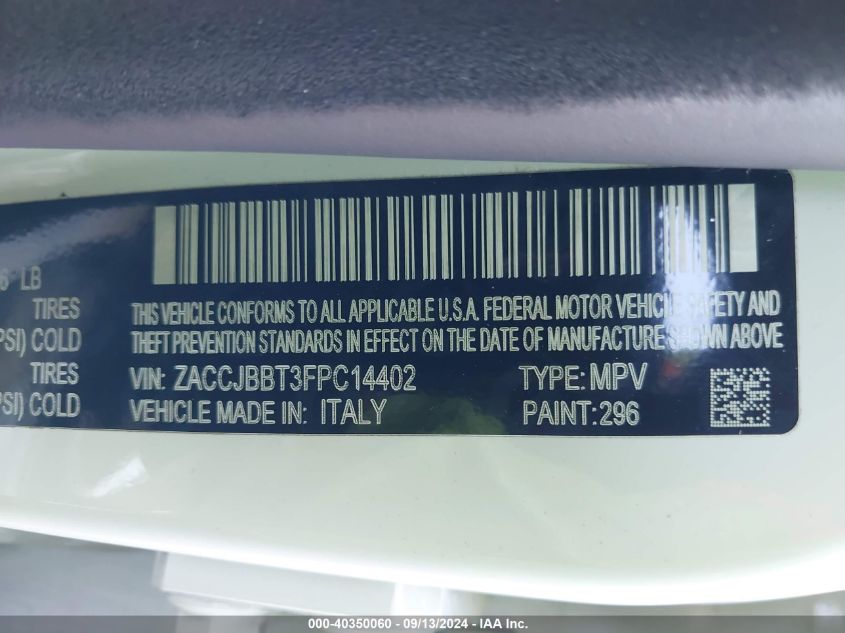 6 LB
TIRES
PSI) COLD
TIRES
PSI) COLD
THIS VEHICLE CONFORMS TO ALL APPLICABLE U.S.A. FEDERAL MOTOR VEHICLE SAFETY AND
THEFT PREVENTION STANDARDS IN EFFECT ON THE DATE OF MANUFACTURE SHOWN ABOVE
VIN: ZACCJBBT3FPC14402 TYPE: MPV
VEHICLE MADE IN: ITALY PAINT: 296
000-40350060 - 09/13/2024 - IAA Inc.